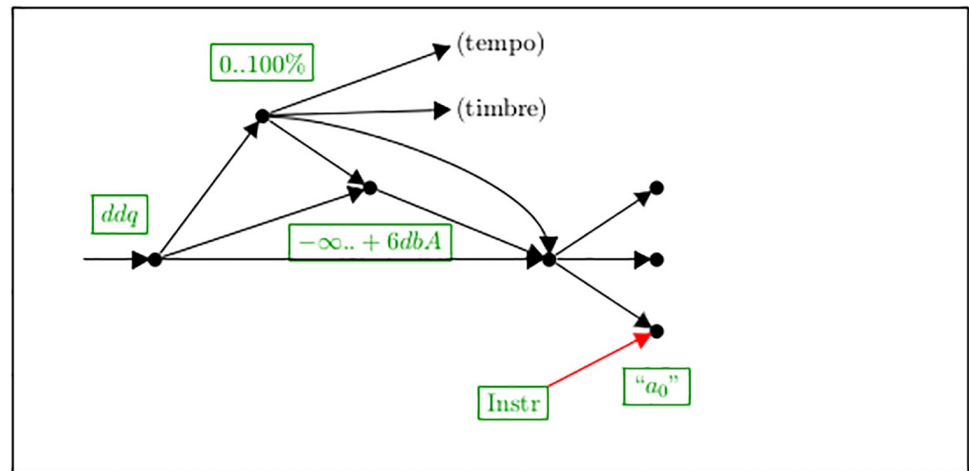 (tempo)
0..100%
(timbre)
ddq
−∞.. + 6dbA
Instr
“a₀”